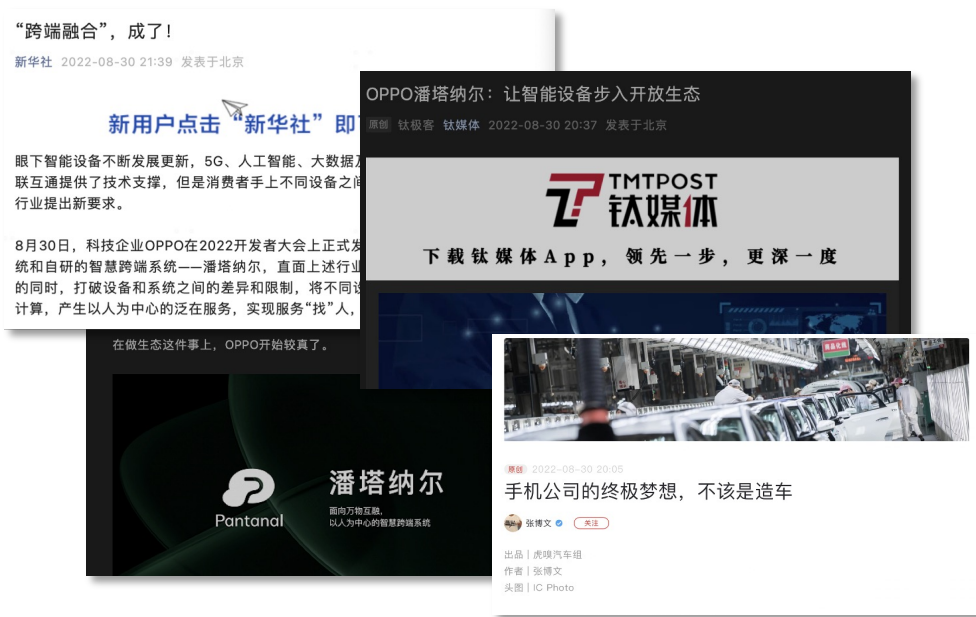 “跨端融合”，成了！
新华社 2022-08-30 21:39 发表于北京
新用户点击“新华社”即
眼下智能设备不断发展更新，5G、人工智能、大数据
联互通提供了技术支撑，但是消费者手上不同设备之间
行业提出新要求。
8月30日，科技企业OPPO在2022开发者大会上正式发
统和自研的智慧跨端系统——潘塔纳尔，直面上述行业
的同时，打破设备和系统之间的差异和限制，将不同设
计算，产生以人为中心的泛在服务，实现服务“找”人，
OPPO潘塔纳尔：让智能设备步入开放生态
原创 钛极客 钛媒体 2022-08-30 20:37 发表于北京
TMTPOST
钛媒体
下载钛媒体App，领先一步，更深一度
在做生态这件事上，OPPO开始较真了。
Pantanal
潘塔纳尔
面向万物互融，
以人为中心的智慧跨端系统
原创 2022-08-30 20:05
手机公司的终极梦想，不该是造车
张博文 关注
出品｜虎嗅汽车组
作者｜张博文
头图｜IC Photo